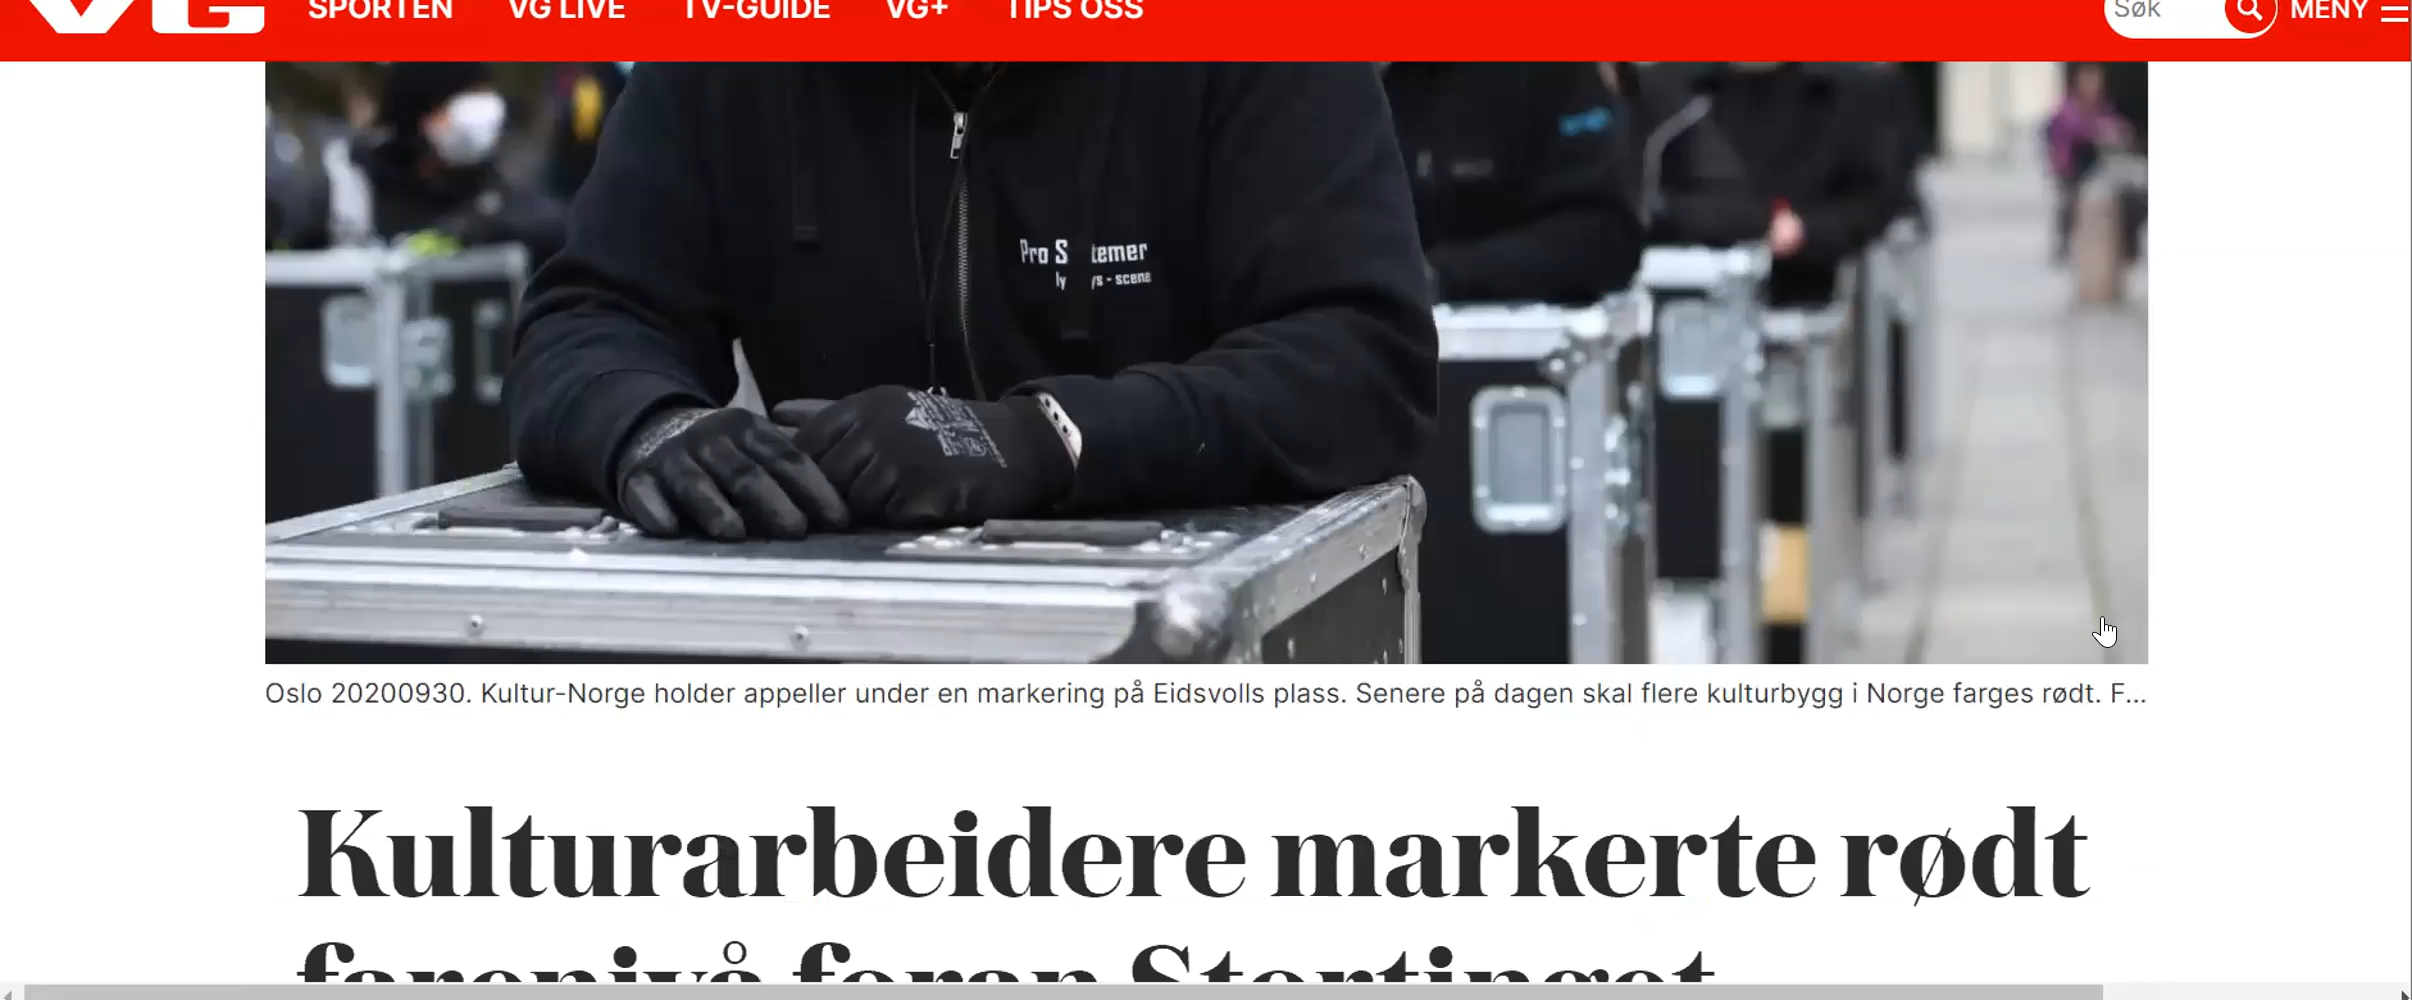 VG SPORTEN VG LIVE TV-GUIDE VG+ TIPS OSS Søk MENY
Pro S temer
ly ys - scene
Oslo 20200930. Kultur-Norge holder appeller under en markering på Eidsvolls plass. Senere på dagen skal flere kulturbygg i Norge farges rødt. F...
Kulturarbeidere markerte rødt
farenivå foran Stortinget